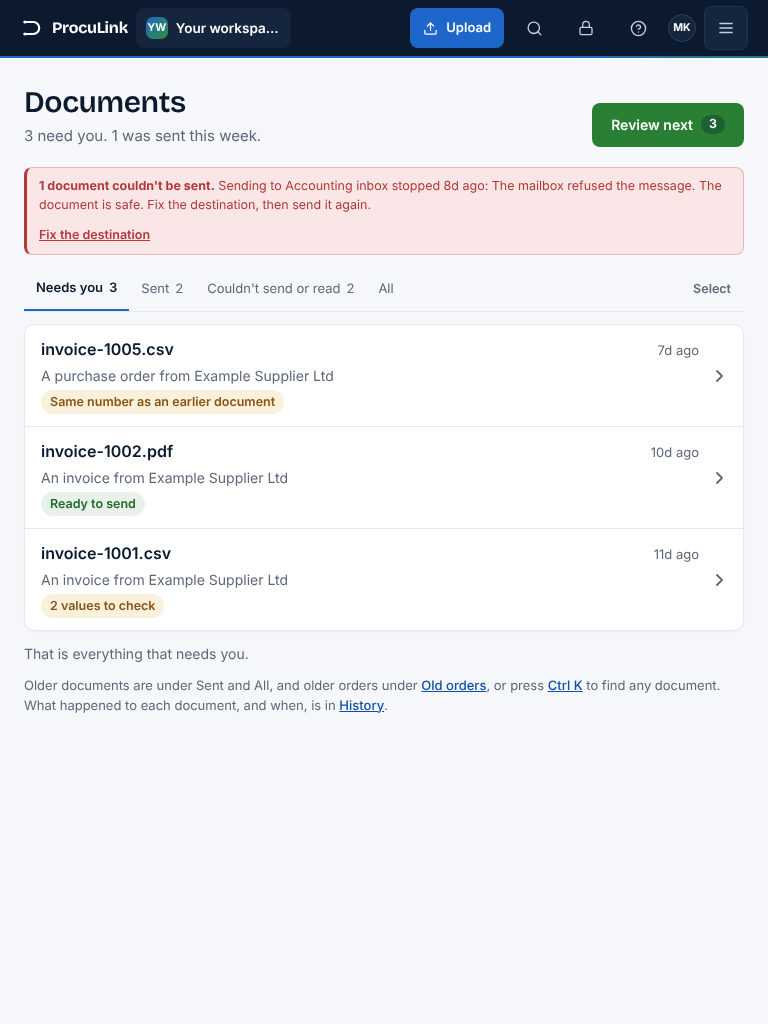 ProcuLink
YW
Your workspa...
Upload
MK
Documents
3 need you. 1 was sent this week.
Review next 3
1 document couldn't be sent. Sending to Accounting inbox stopped 8d ago: The mailbox refused the message. The
document is safe. Fix the destination, then send it again.
Fix the destination
Needs you 3
Sent 2
Couldn't send or read 2
All
Select
invoice-1005.csv
7d ago
A purchase order from Example Supplier Ltd
Same number as an earlier document
invoice-1002.pdf
10d ago
An invoice from Example Supplier Ltd
Ready to send
invoice-1001.csv
11d ago
An invoice from Example Supplier Ltd
2 values to check
That is everything that needs you.
Older documents are under Sent and All, and older orders under Old orders, or press Ctrl K to find any document.
What happened to each document, and when, is in History.